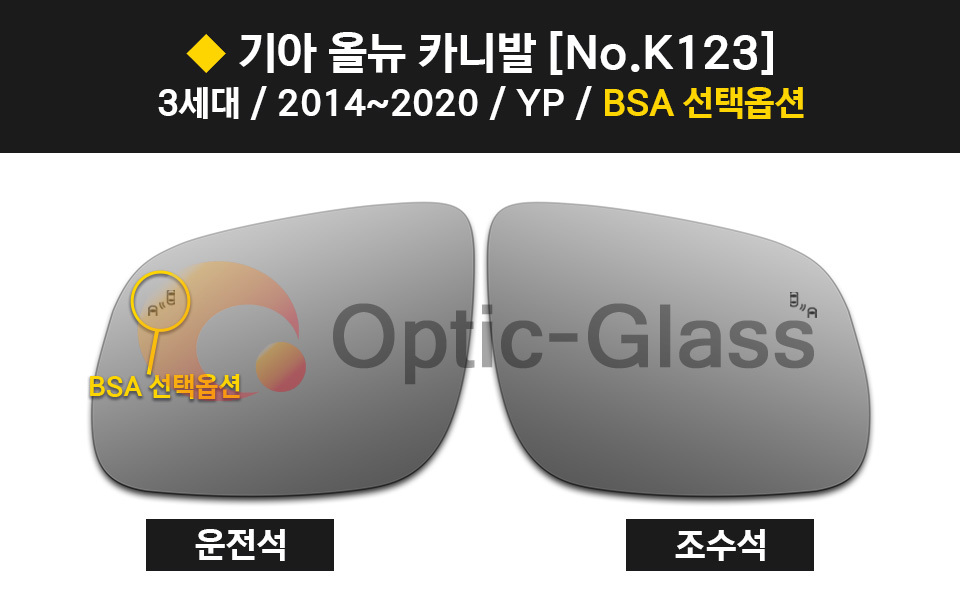 ◆ 기아 올뉴 카니발 [No.K123]
3세대 / 2014~2020 / YP / BSA 선택옵션
Optic-Glass
BSA 선택옵션
운전석
조수석